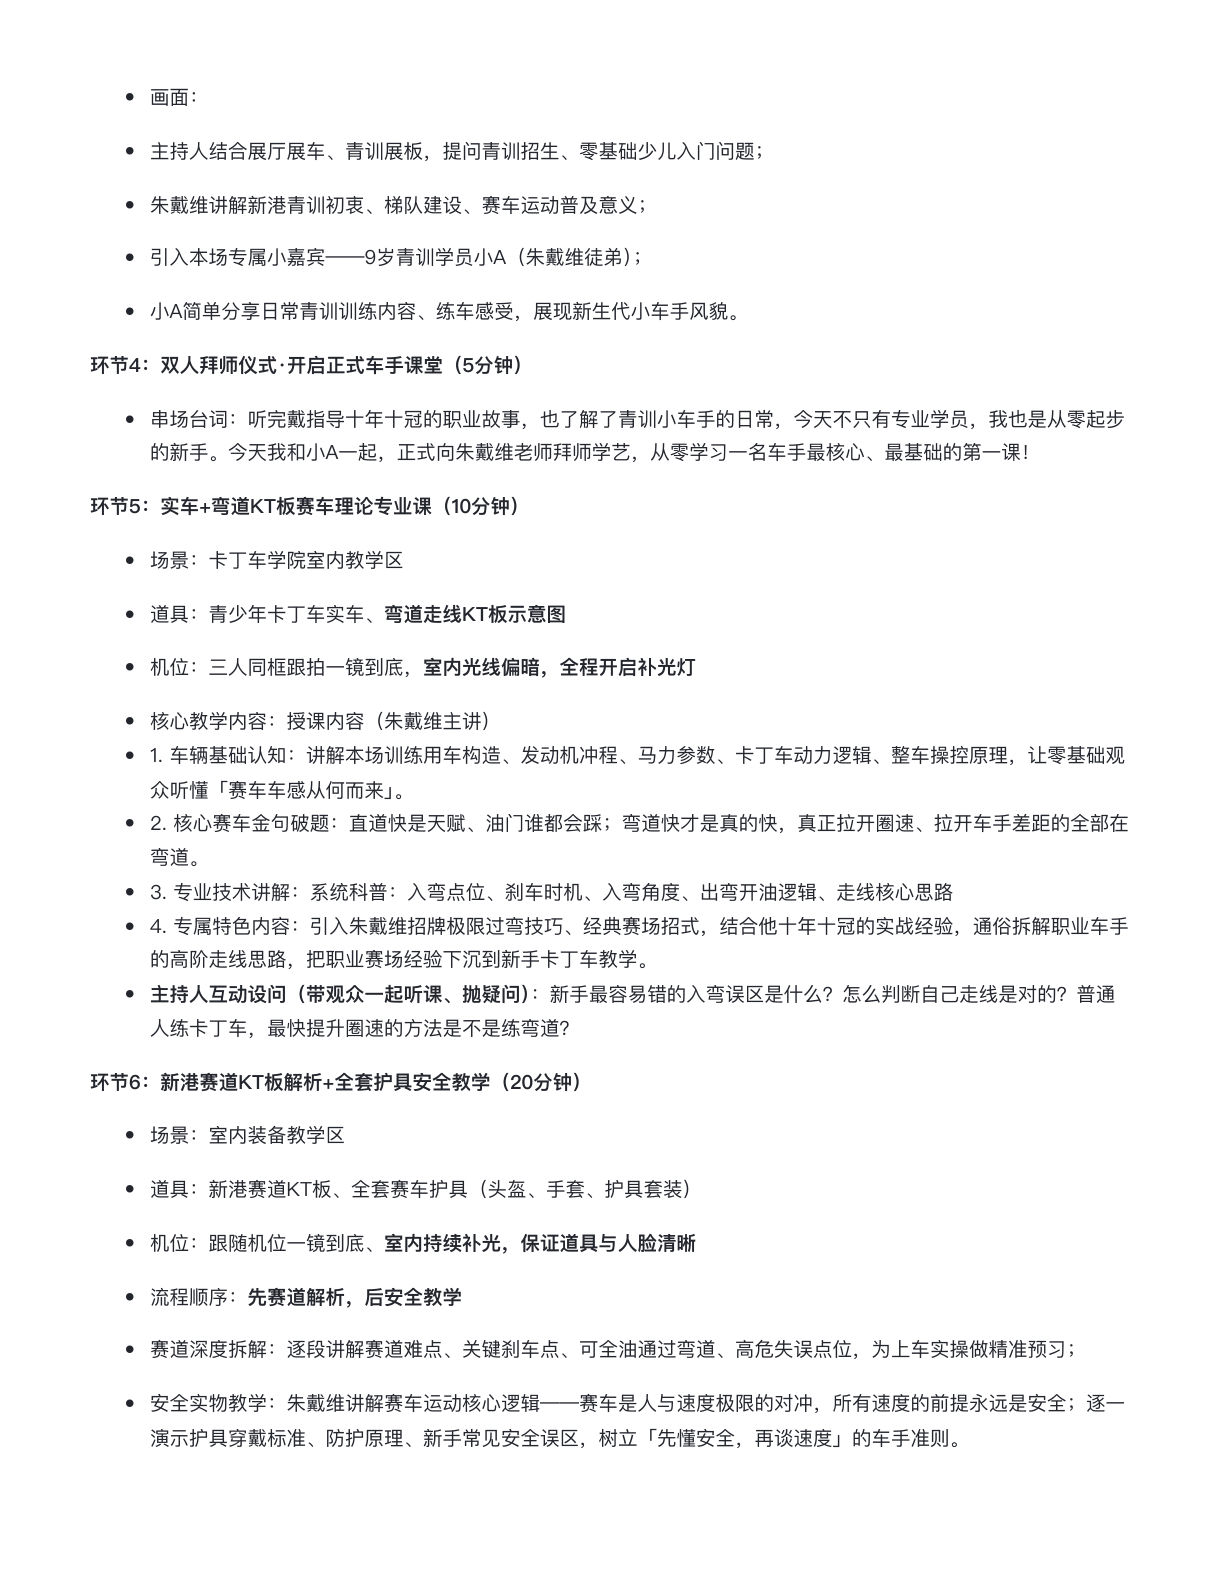 画面：
主持人结合展厅展车、青训展板，提问青训招生、零基础少儿入门问题；
朱戴维讲解新港青训初衷、梯队建设、赛车运动普及意义；
引入本场专属小嘉宾——9岁青训学员小A（朱戴维徒弟）；
小A简单分享日常青训训练内容、练车感受，展现新生代小车手风貌。
环节4：双人拜师仪式·开启正式车手课堂（5分钟）
串场台词：听完戴指导十年十冠的职业故事，也了解了青训小车手的日常，今天不只有专业学员，我也是从零起步
的新手。今天我和小A一起，正式向朱戴维老师拜师学艺，从零学习一名车手最核心、最基础的第一课！
环节5：实车+弯道KT板赛车理论专业课（10分钟）
场景：卡丁车学院室内教学区
道具：青少年卡丁车实车、弯道走线KT板示意图
机位：三人同框跟拍一镜到底，室内光线偏暗，全程开启补光灯
核心教学内容：授课内容（朱戴维主讲）
1. 车辆基础认知：讲解本场训练用车构造、发动机冲程、马力参数、卡丁车动力逻辑、整车操控原理，让零基础观
众听懂「赛车车感从何而来」。
2. 核心赛车金句破题：直道快是天赋、油门谁都会踩；弯道快才是真的快，真正拉开圈速、拉开车手差距的全部在
弯道。
3. 专业技术讲解：系统科普：入弯点位、刹车时机、入弯角度、出弯开油逻辑、走线核心思路
4. 专属特色内容：引入朱戴维招牌极限过弯技巧、经典赛场招式，结合他十年十冠的实战经验，通俗拆解职业车手
的高阶走线思路，把职业赛场经验下沉到新手卡丁车教学。
主持人互动设问（带观众一起听课、抛疑问）：新手最容易错的入弯误区是什么？怎么判断自己走线是对的？普通
人练卡丁车，最快提升圈速的方法是不是练弯道？
环节6：新港赛道KT板解析+全套护具安全教学（20分钟）
场景：室内装备教学区
道具：新港赛道KT板、全套赛车护具（头盔、手套、护具套装）
机位：跟随机位一镜到底、室内持续补光，保证道具与人脸清晰
流程顺序：先赛道解析，后安全教学
赛道深度拆解：逐段讲解赛道难点、关键刹车点、可全油通过弯道、高危失误点位，为上车实操做精准预习；
安全实物教学：朱戴维讲解赛车运动核心逻辑——赛车是人与速度极限的对冲，所有速度的前提永远是安全；逐一
演示护具穿戴标准、防护原理、新手常见安全误区，树立「先懂安全，再谈速度」的车手准则。